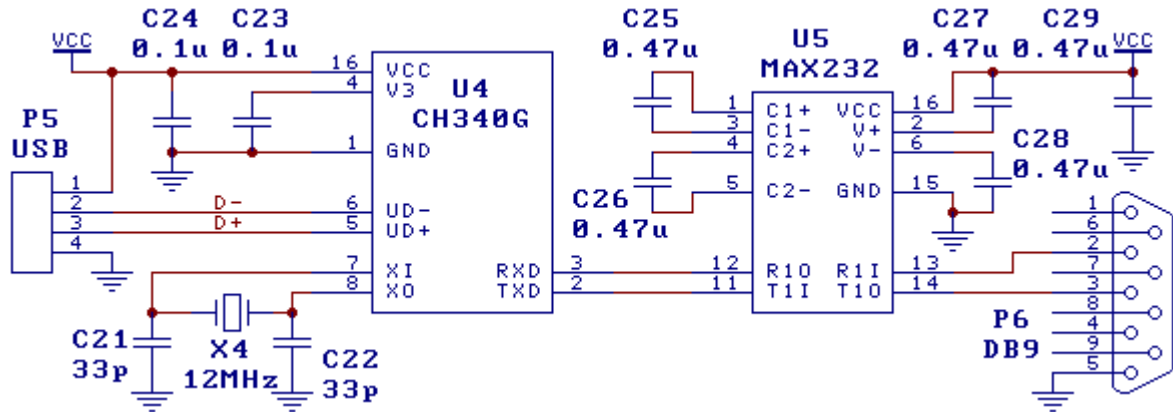 C24 C23
0.1u 0.1u
C25
0.47u
C27 C29
0.47u 0.47u
VCC
VCC
U5
MAX232
P5
USB
1
2
3
4
D-
D+
U4
CH340G
16 VCC
4 V3
1 GND
6 UD-
5 UD+
7 XI
8 XO
RXD 3
TXD 2
C21
33p
X4
12MHz
C22
33p
C26
0.47u
1 C1+
3 C1-
4 C2+
5 C2-
12 R1O
11 T1I
VCC 16
V+ 2
V- 6
GND 15
R1I 13
T1O 14
C28
0.47u
P6
DB9
1
6
2
7
3
8
4
9
5